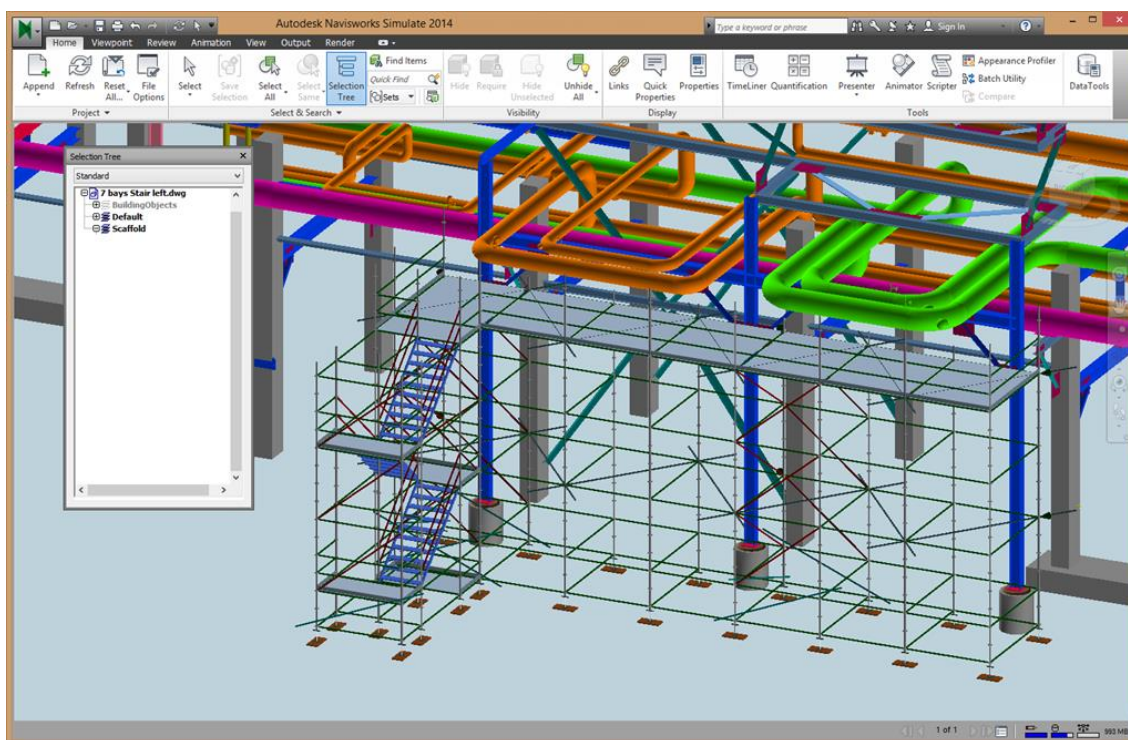 Autodesk Navisworks Simulate 2014
Type a keyword or phrase
Sign In
Home Viewpoint Review Animation View Output Render
Append
Refresh
Reset All...
File Options
Project
Select
Save Selection
Select All
Select Same
Selection Tree
Find Items
Quick Find
Sets
Select & Search
Hide
Require
Hide Unselected
Unhide All
Visibility
Links
Quick Properties
Properties
Display
TimeLiner
Quantification
Presenter
Animator
Scripter
Appearance Profiler
Batch Utility
Compare
Tools
DataTools
Selection Tree
Standard
7 bays Stair left.dwg
BuildingObjects
Default
Scaffold
1 of 1
993 MB